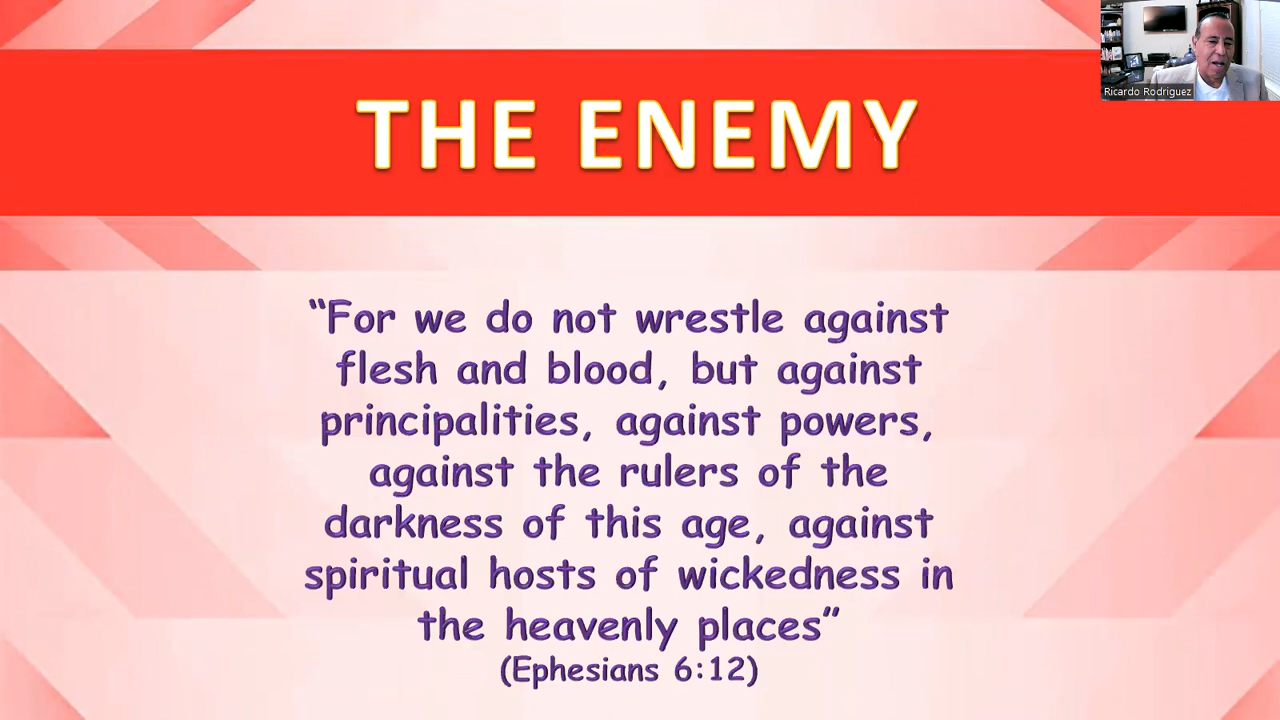 THE ENEMY
Ricardo Rodriguez
“For we do not wrestle against
flesh and blood, but against
principalities, against powers,
against the rulers of the
darkness of this age, against
spiritual hosts of wickedness in
the heavenly places”
(Ephesians 6:12)